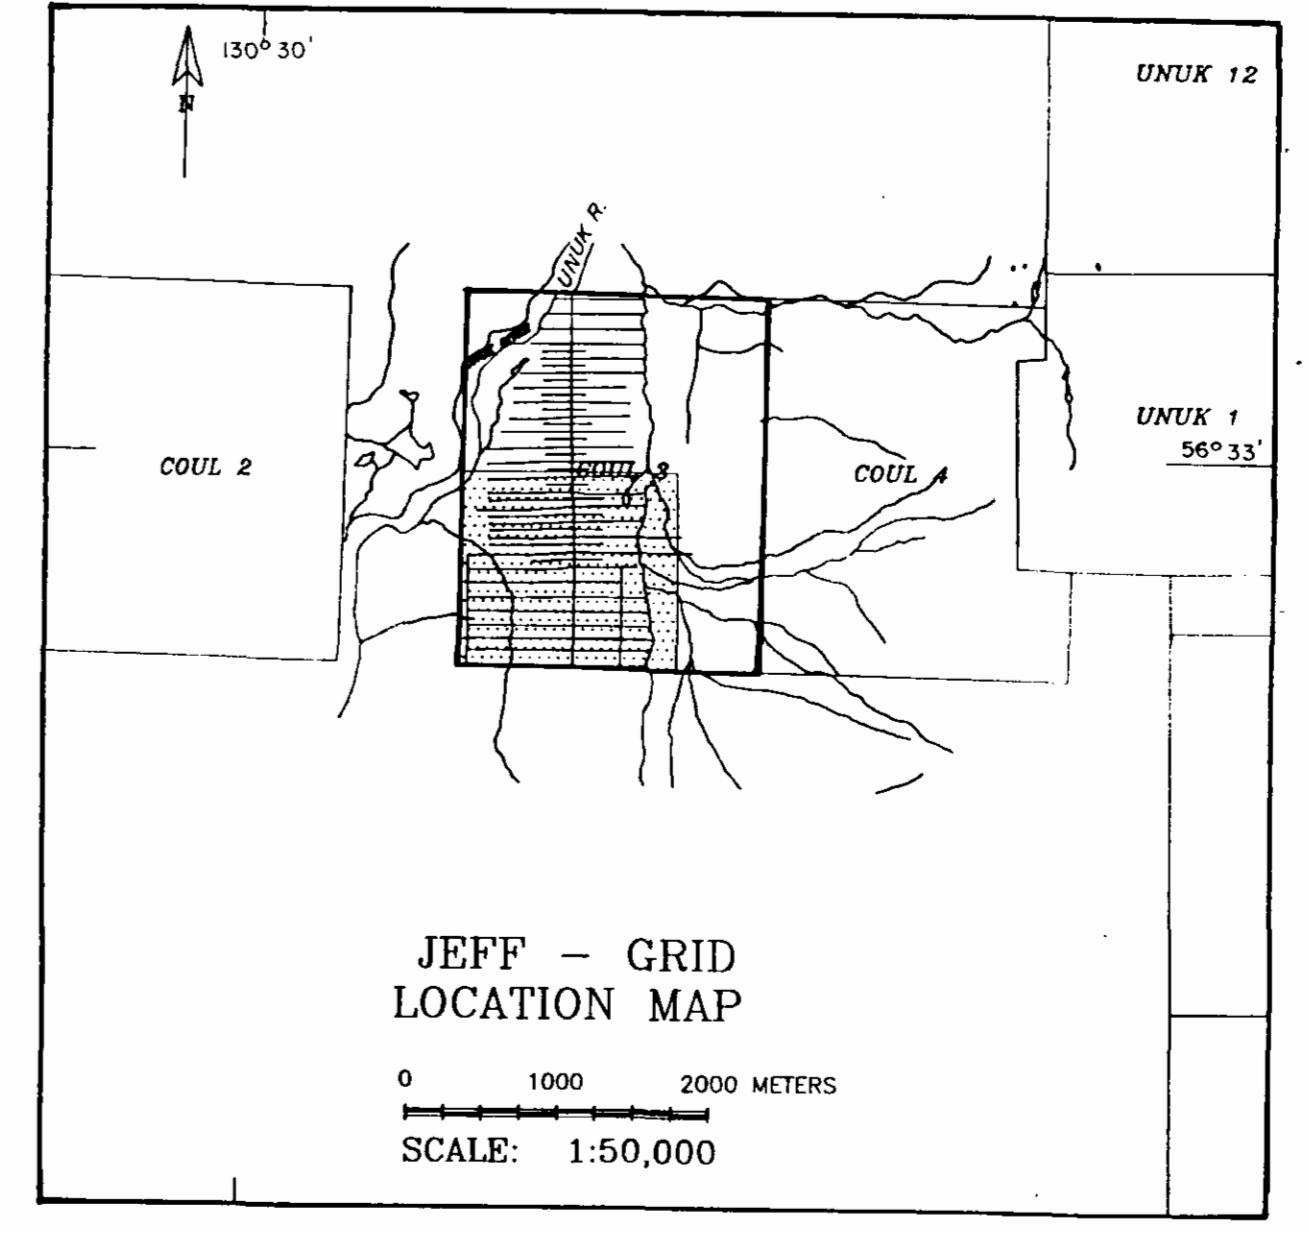 130° 30'
UNUK 12
N
UNUK R.
UNUK 1
56° 33'
COUL 2
COUL 3
COUL 4
JEFF – GRID
LOCATION MAP
0 1000 2000 METERS
SCALE: 1:50,000